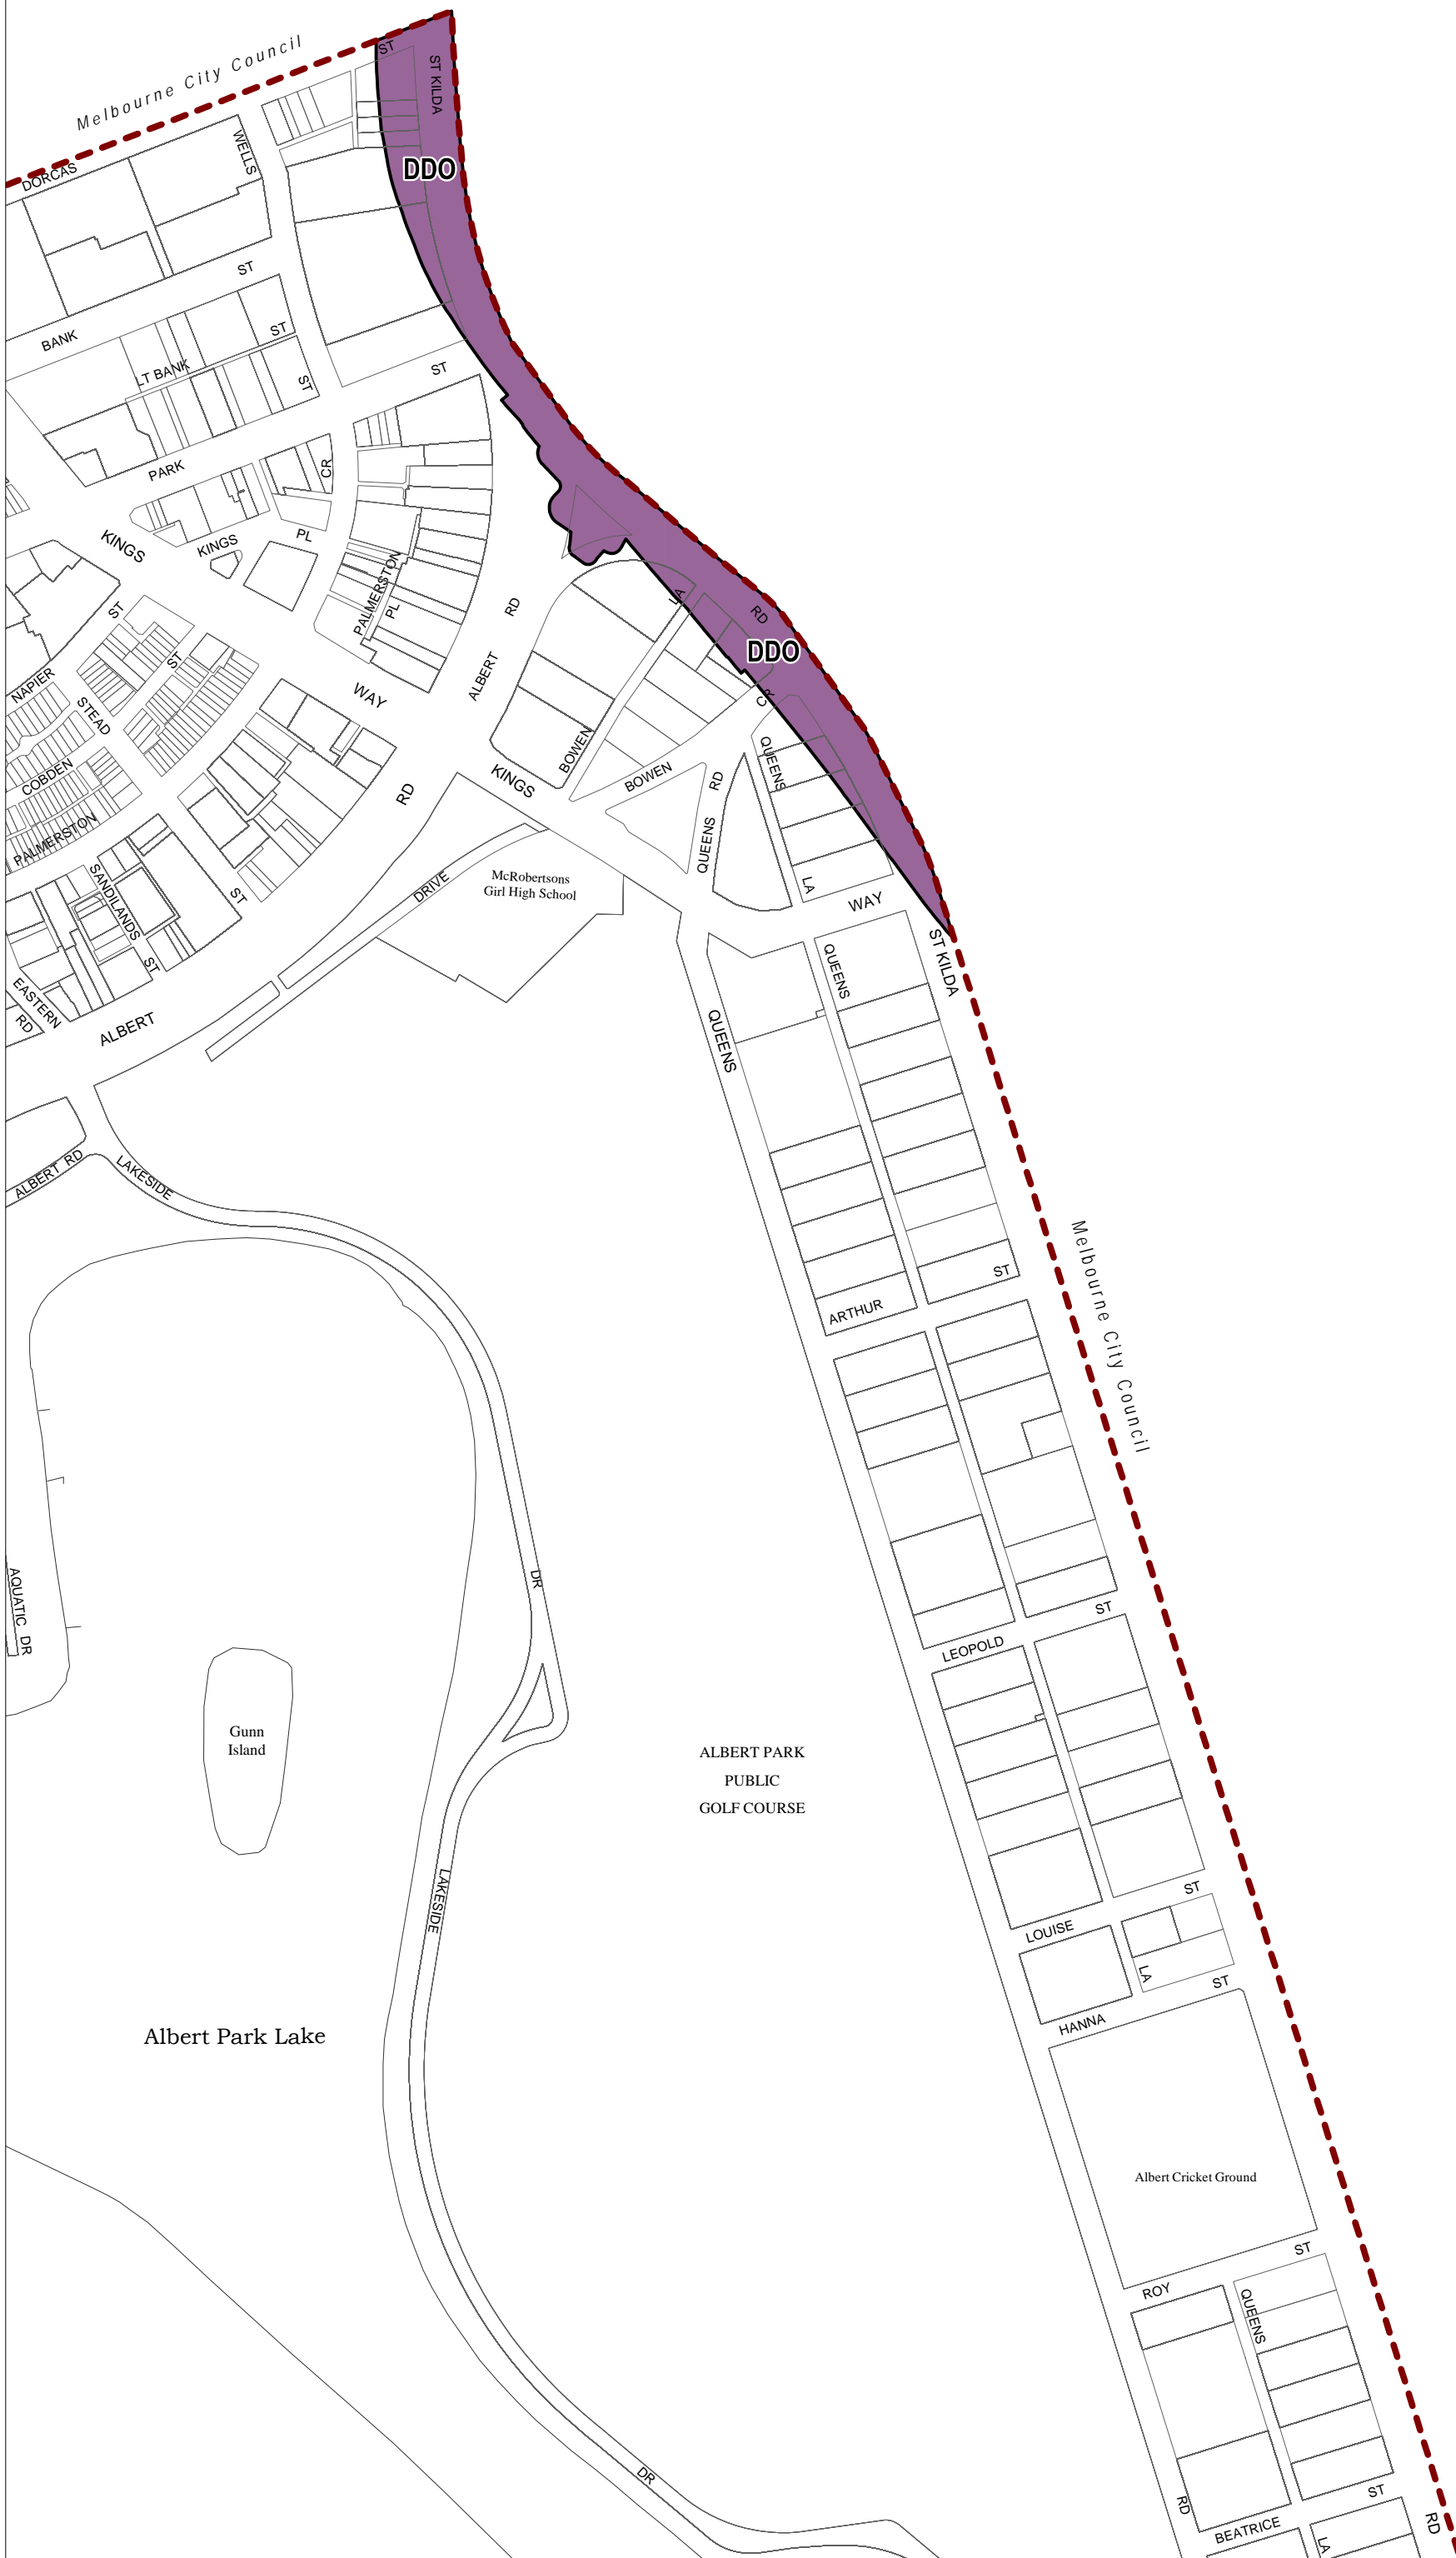 Melbourne City Council
ST
ST KILDA
DORCAS
WELLS
DDO
ST
BANK
ST
LT BANK
ST
ST
PARK
CR
KINGS
KINGS
PL
PALMERSTON
PL
RD
LA
RD
DDO
ST
NAPIER
ST
STEAD
WAY
ALBERT
CR
COBDEN
BOWEN
QUEENS
KINGS
BOWEN
RD
RD
PALMERSTON
QUEENS
SANDILANDS
ST
DRIVE
McRobertsons
Girl High School
LA
WAY
ST
ST KILDA
QUEENS
EASTERN
RD
ALBERT
QUEENS
ALBERT RD
LAKESIDE
Melbourne City Council
ST
ARTHUR
AQUATIC DR
DR
ST
LEOPOLD
Gunn
Island
ALBERT PARK
PUBLIC
GOLF COURSE
LAKESIDE
ST
LOUISE
LA
ST
HANNA
Albert Park Lake
Albert Cricket Ground
ST
ROY
QUEENS
DR
ST
RD
BEATRICE
LA
RD